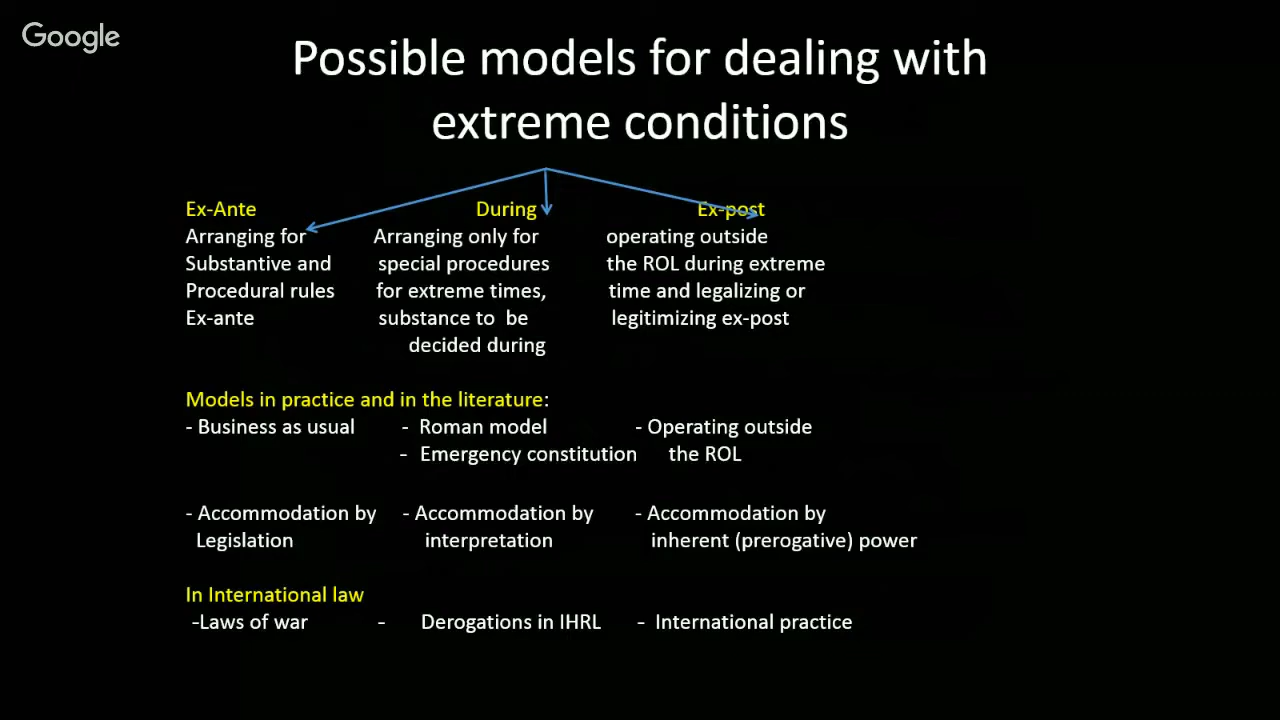 Google
Possible models for dealing with
extreme conditions
Ex-Ante During Ex-post
Arranging for Arranging only for operating outside
Substantive and special procedures the ROL during extreme
Procedural rules for extreme times, time and legalizing or
Ex-ante substance to be legitimizing ex-post
decided during
Models in practice and in the literature:
- Business as usual - Roman model - Operating outside
- Emergency constitution the ROL
- Accommodation by - Accommodation by - Accommodation by
Legislation interpretation inherent (prerogative) power
In International law
-Laws of war - Derogations in IHRL - International practice